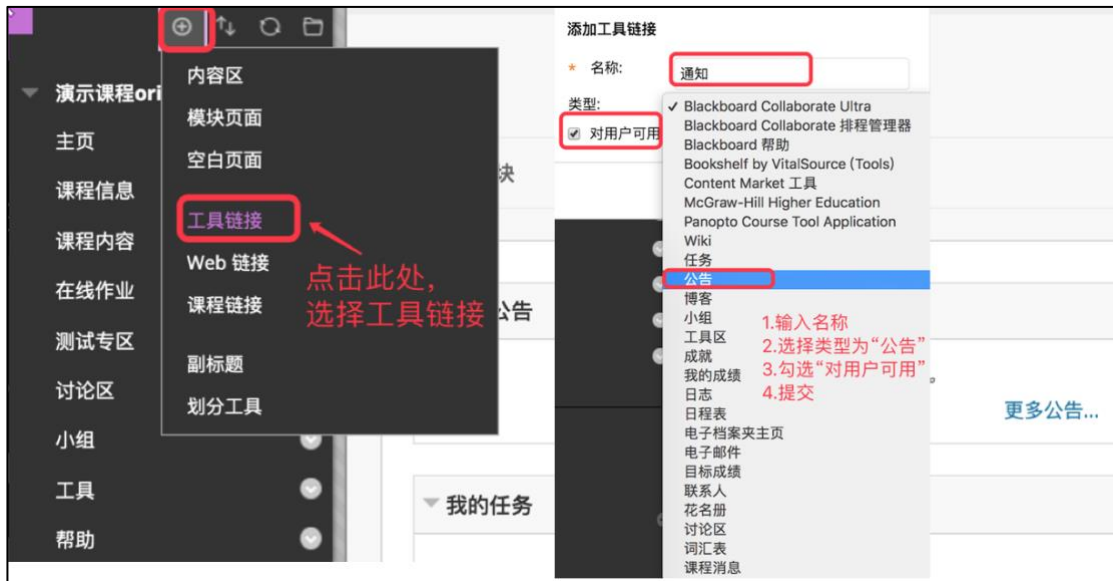 演示课程ori
主页
课程信息
课程内容
在线作业
测试专区
讨论区
小组
工具
帮助
内容区
模块页面
空白页面
工具链接
Web 链接
课程链接
副标题
划分工具
点击此处,
选择工具链接
块
公告
我的任务
添加工具链接
* 名称: 通知
类型:
对用户可用
✓ Blackboard Collaborate Ultra
Blackboard Collaborate 排程管理器
Blackboard 帮助
Bookshelf by VitalSource (Tools)
Content Market 工具
McGraw-Hill Higher Education
Panopto Course Tool Application
Wiki
任务
公告
博客
小组
工具区
成就
我的成绩
日志
日程表
电子档案夹主页
电子邮件
目标成绩
联系人
花名册
讨论区
词汇表
课程消息
1.输入名称
2.选择类型为“公告”
3.勾选“对用户可用”
4.提交
。
更多公告...